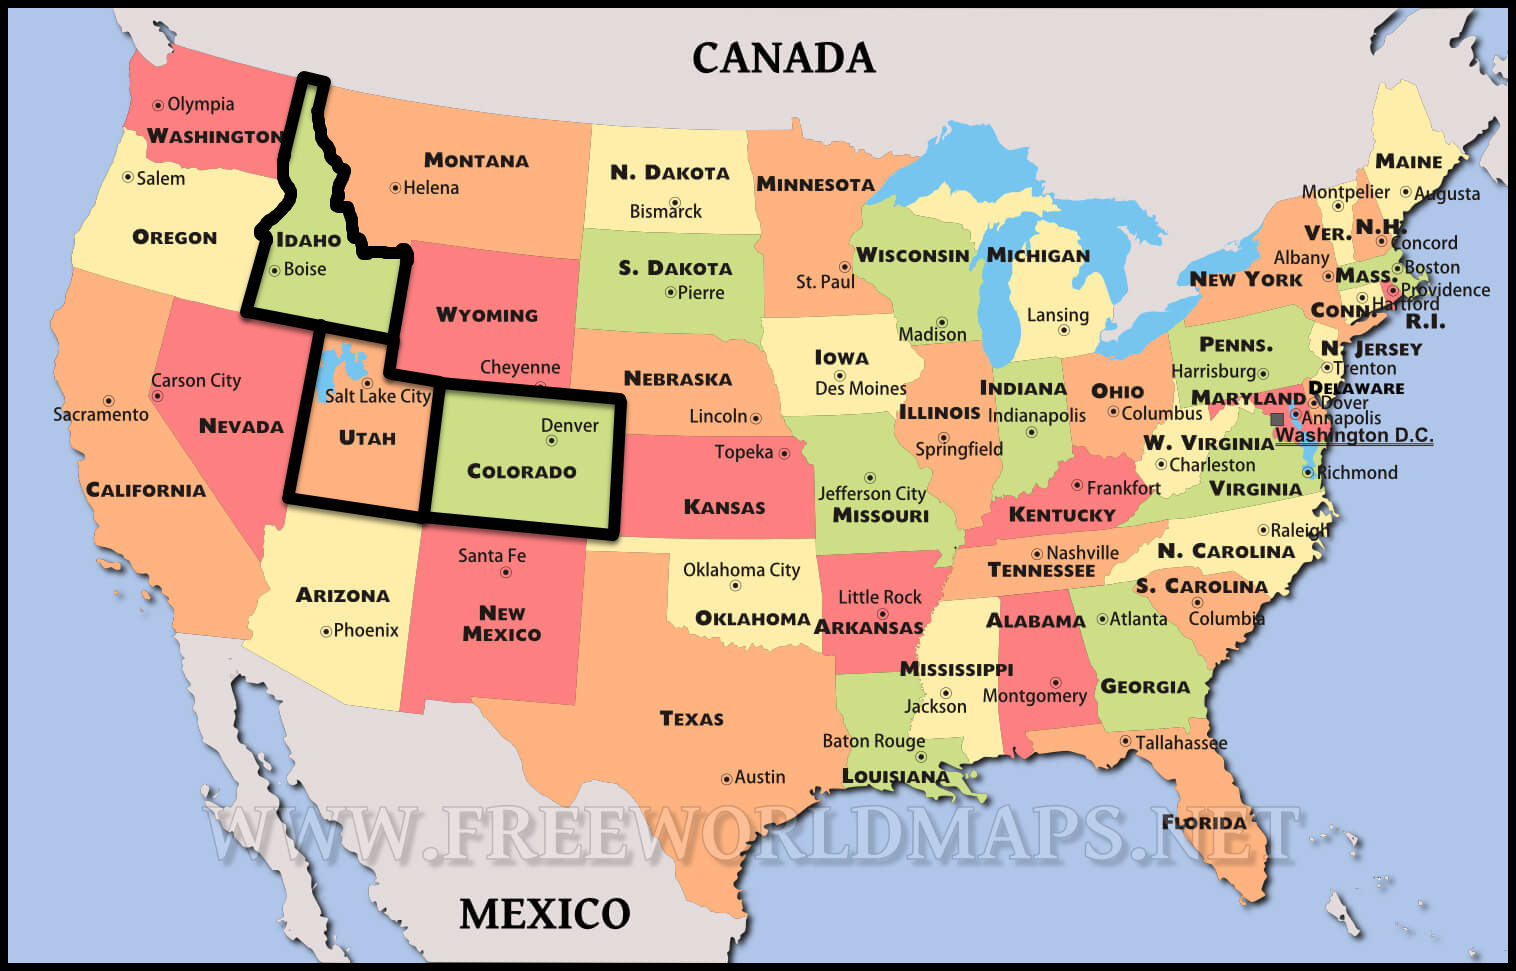 CANADA
Olympia
WASHINGTON
MONTANA
Helena
N. DAKOTA
Bismarck
MINNESOTA
St. Paul
MAINE
Augusta
Montpelier
VER.
N.H.
Concord
Salem
OREGON
IDAHO
Boise
S. DAKOTA
Pierre
WISCONSIN
Madison
MICHIGAN
Lansing
Albany
NEW YORK
MASS.
Boston
Providence
Hartford
CONN.
R.I.
WYOMING
Cheyenne
IOWA
Des Moines
PENNS.
Harrisburg
N. JERSEY
Trenton
Carson City
Sacramento
NEVADA
Salt Lake City
UTAH
Denver
COLORADO
NEBRASKA
Lincoln
ILLINOIS
Springfield
INDIANA
Indianapolis
OHIO
Columbus
DELAWARE
Dover
MARYLAND
Annapolis
Washington D.C.
W. VIRGINIA
Charleston
Richmond
VIRGINIA
CALIFORNIA
Topeka
KANSAS
Jefferson City
MISSOURI
Frankfort
KENTUCKY
Raleigh
N. CAROLINA
Nashville
TENNESSEE
S. CAROLINA
Columbia
ARIZONA
Phoenix
Santa Fe
NEW
MEXICO
Oklahoma City
OKLAHOMA
Little Rock
ARKANSAS
ALABAMA
Montgomery
Atlanta
GEORGIA
MISSISSIPPI
Jackson
TEXAS
Austin
Baton Rouge
LOUISIANA
Tallahassee
FLORIDA
WWW.FREEWORLDMAPS.NET
MEXICO